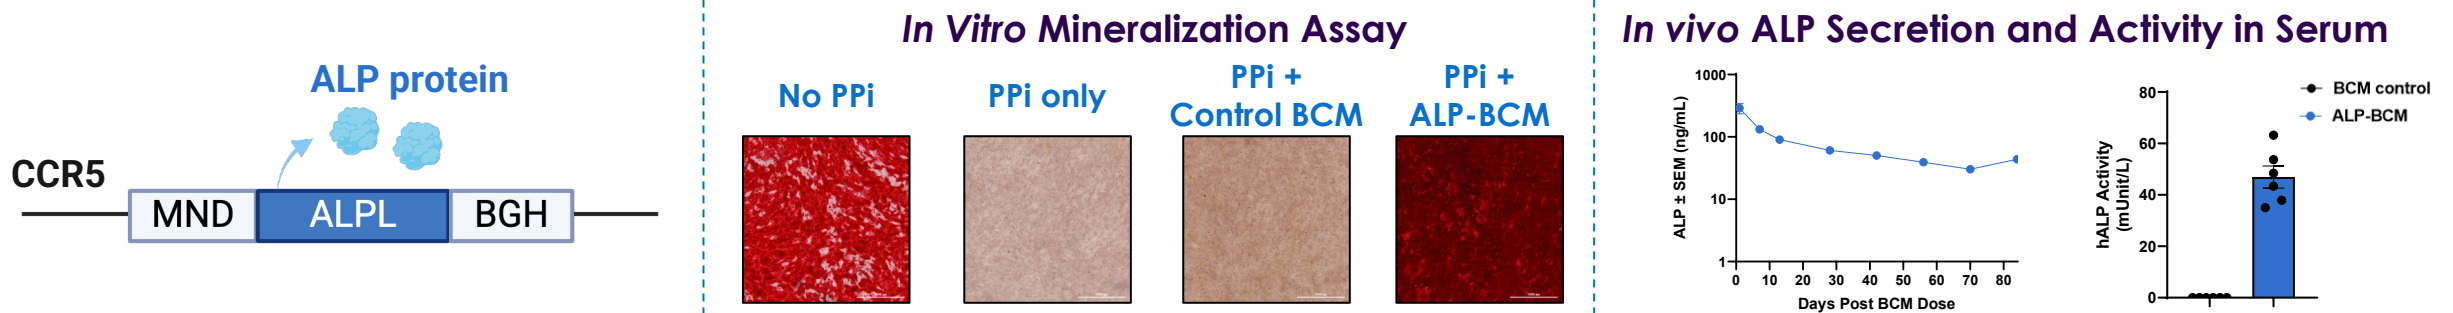 CCR5
ALP protein
MND
ALPL
BGH
In Vitro Mineralization Assay
No PPi
PPi only
PPi +
Control BCM
PPi +
ALP-BCM
In vivo ALP Secretion and Activity in Serum
ALP ± SEM (ng/mL)
1000
100
10
1
0 10 20 30 40 50 60 70 80
Days Post BCM Dose
hALP Activity
(mUnit/L)
80
60
40
20
0
BCM control
ALP-BCM